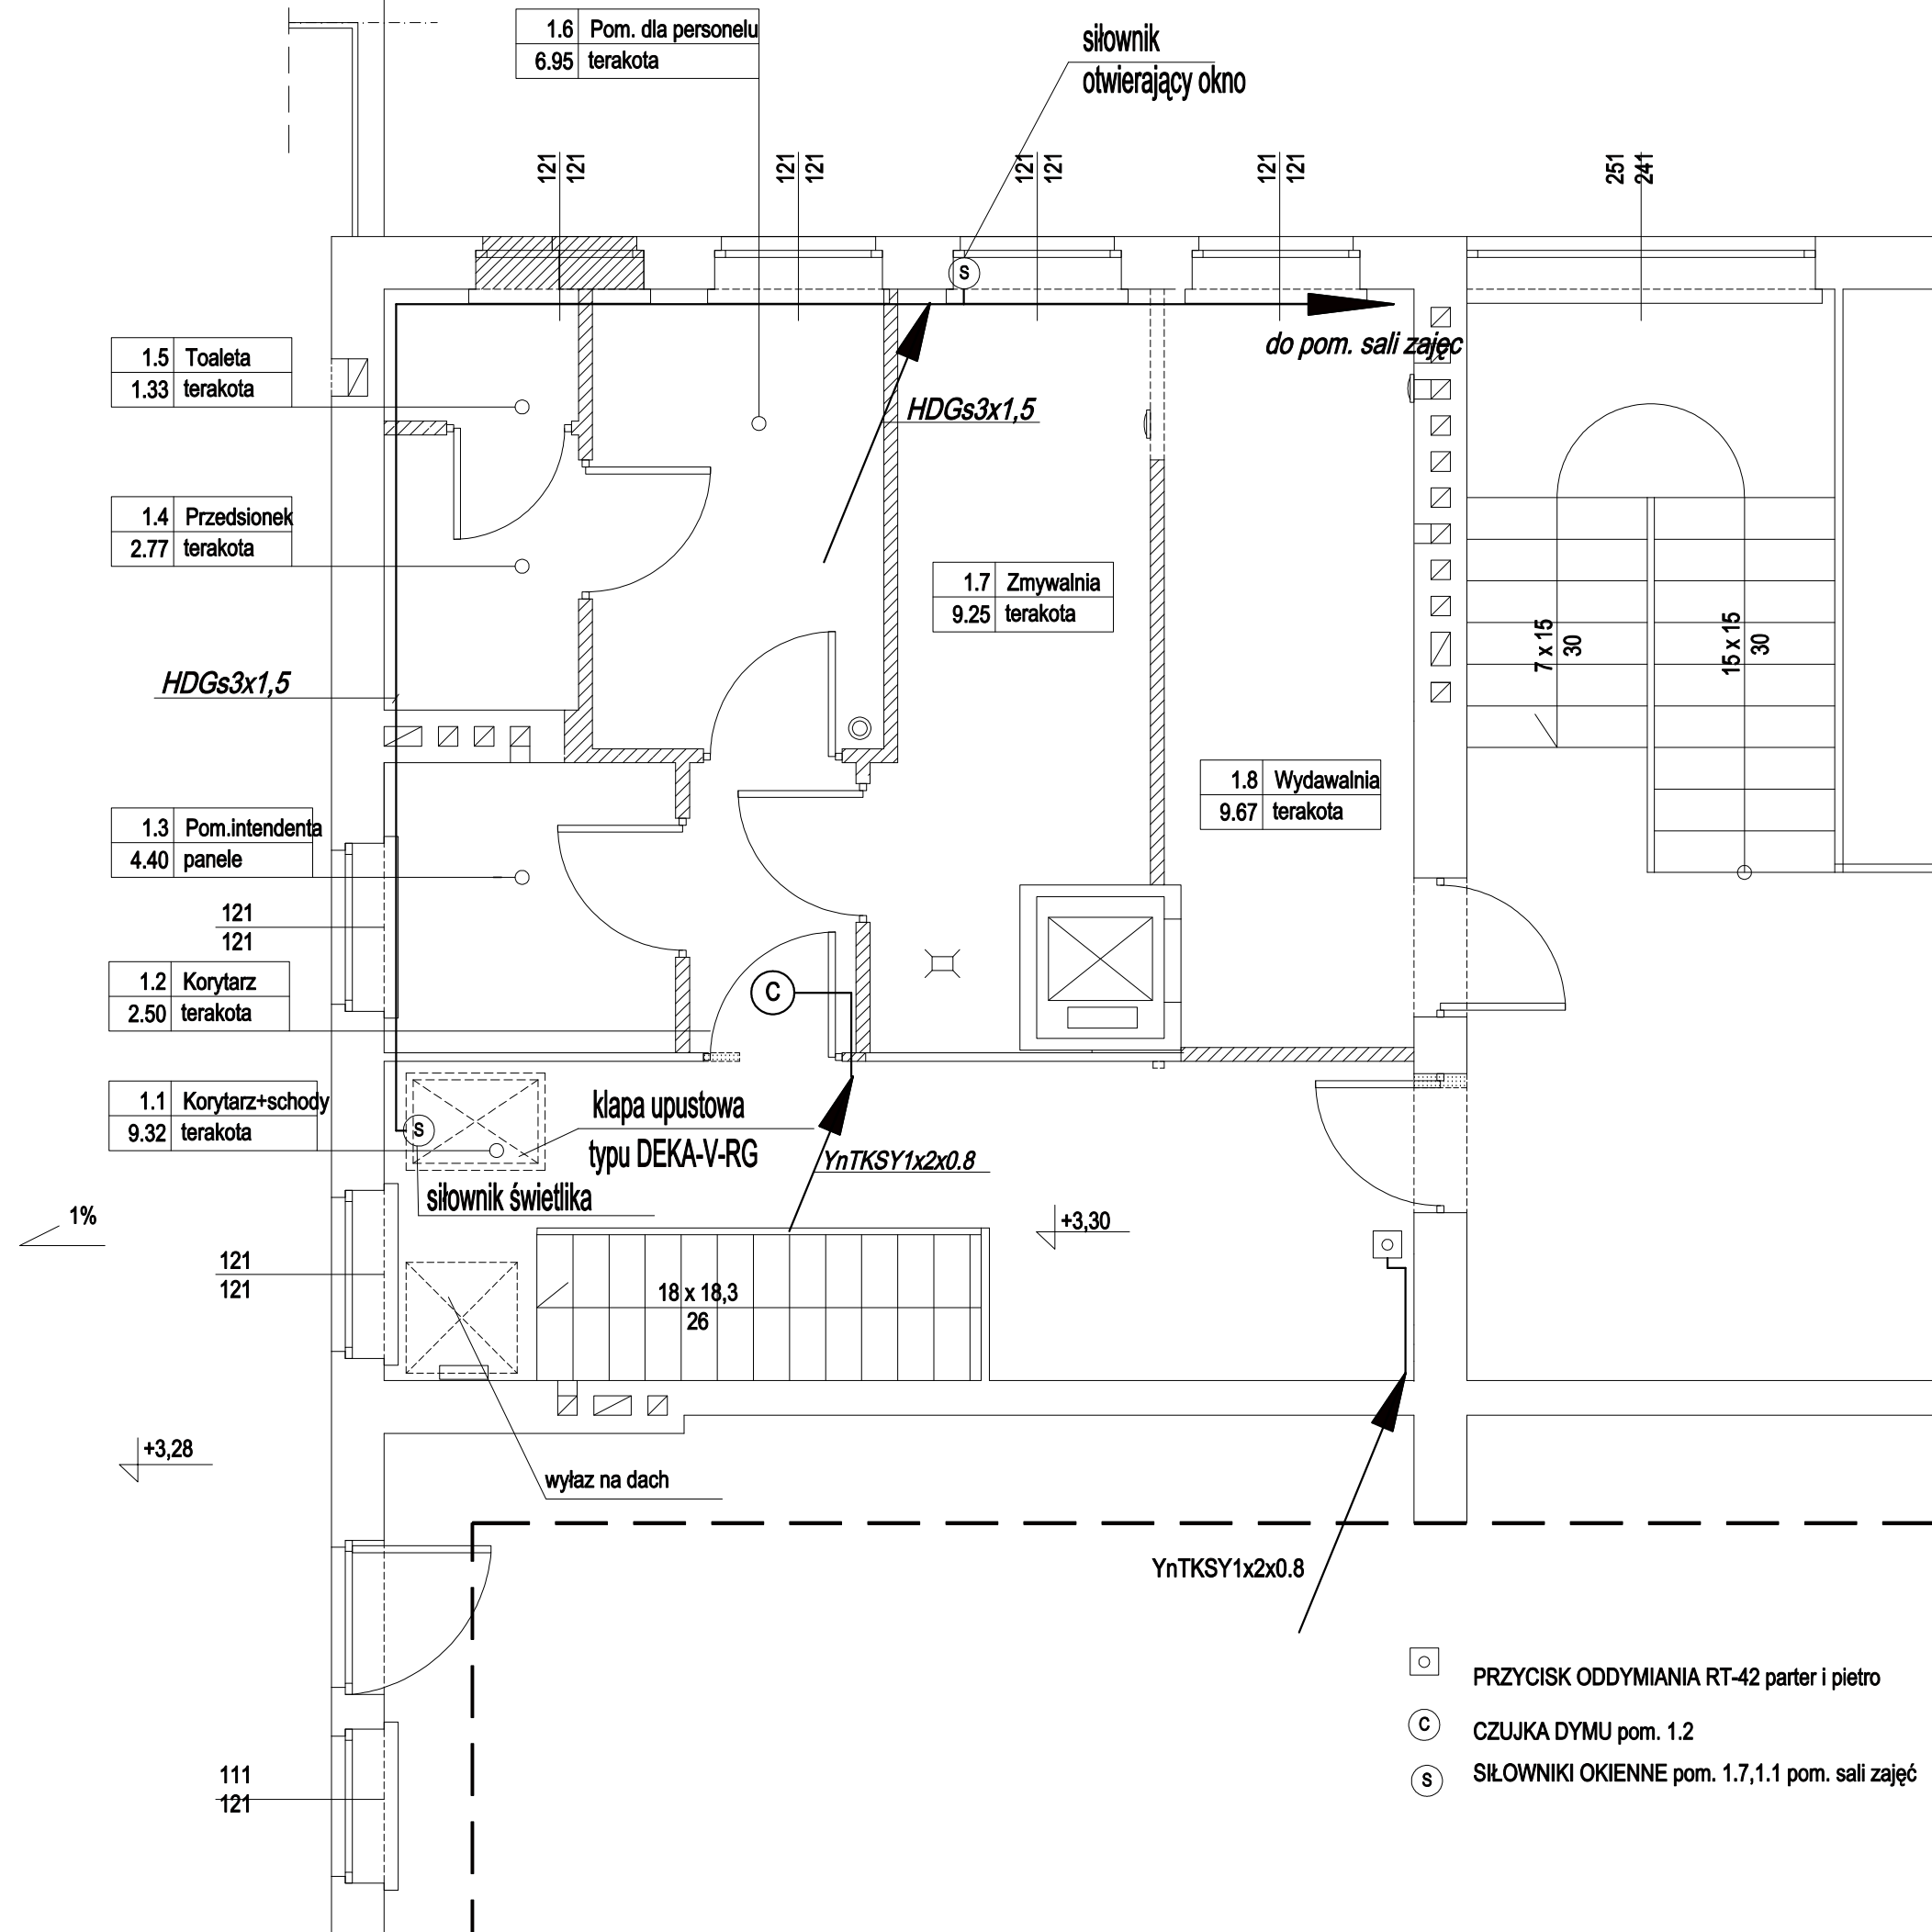 1.6 Pom. dla personelu
6.95 terakota
siłownik
otwierający okno
121
121
121
121
121
121
121
121
251
241
S
do pom. sali zajęc
1.5 Toaleta
1.33 terakota
HDGs3x1,5
1.4 Przedsionek
2.77 terakota
1.7 Zmywalnia
9.25 terakota
7 x 15
30
15 x 15
30
HDGs3x1,5
1.8 Wydawalnia
9.67 terakota
1.3 Pom.intendenta
4.40 panele
121
121
1.2 Korytarz
2.50 terakota
C
1.1 Korytarz+schody
9.32 terakota
S
klapa upustowa
typu DEKA-V-RG
YnTKSY1x2x0.8
siłownik świetlika
1%
+3,30
121
121
18 x 18,3
26
+3,28
wyłaz na dach
YnTKSY1x2x0.8
PRZYCISK ODDYMIANIA RT-42 parter i pietro
C CZUJKA DYMU pom. 1.2
S SIŁOWNIKI OKIENNE pom. 1.7,1.1 pom. sali zajęć
111
121